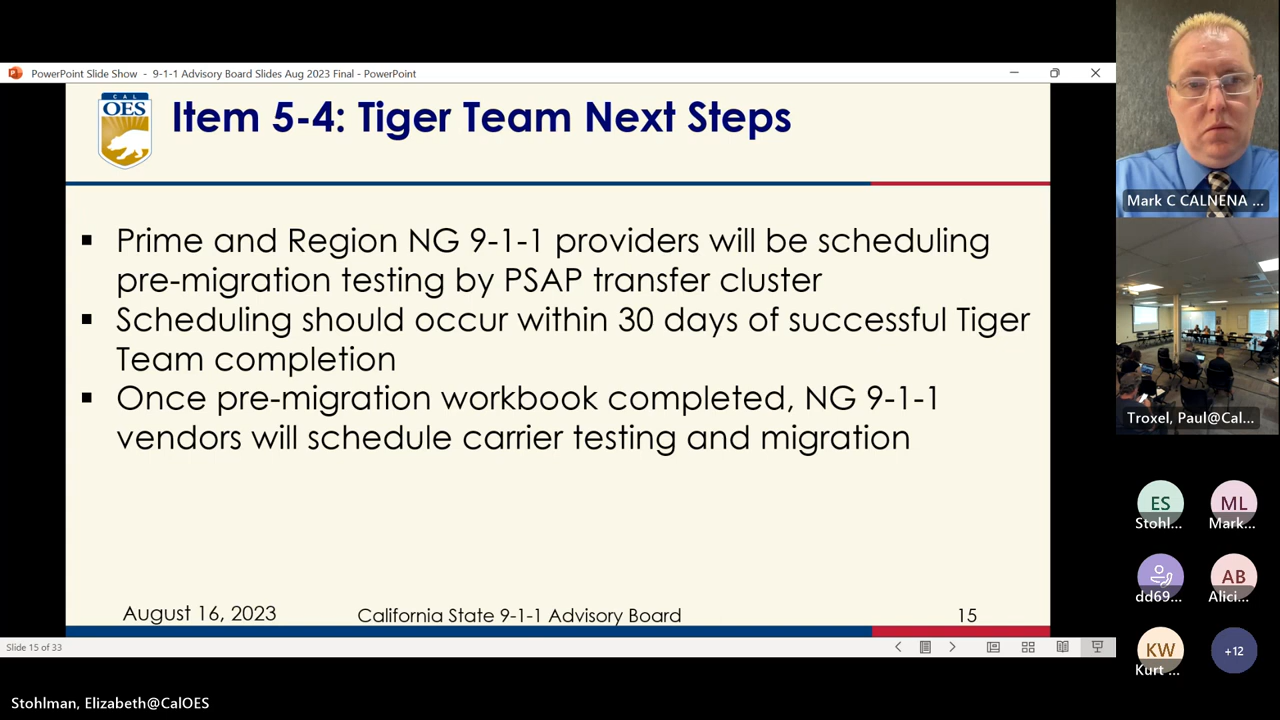 PowerPoint Slide Show - 9-1-1 Advisory Board Slides Aug 2023 Final - PowerPoint
CAL
OES
Item 5-4: Tiger Team Next Steps
▪ Prime and Region NG 9-1-1 providers will be scheduling
pre-migration testing by PSAP transfer cluster
▪ Scheduling should occur within 30 days of successful Tiger
Team completion
▪ Once pre-migration workbook completed, NG 9-1-1
vendors will schedule carrier testing and migration
August 16, 2023
California State 9-1-1 Advisory Board
15
Slide 15 of 33
Stohlman, Elizabeth@CalOES
Mark C CALNENA ...
Troxel, Paul@Cal...
ES
Stohl...
ML
Mark...
dd69...
AB
Alici...
KW
Kurt ...
+12